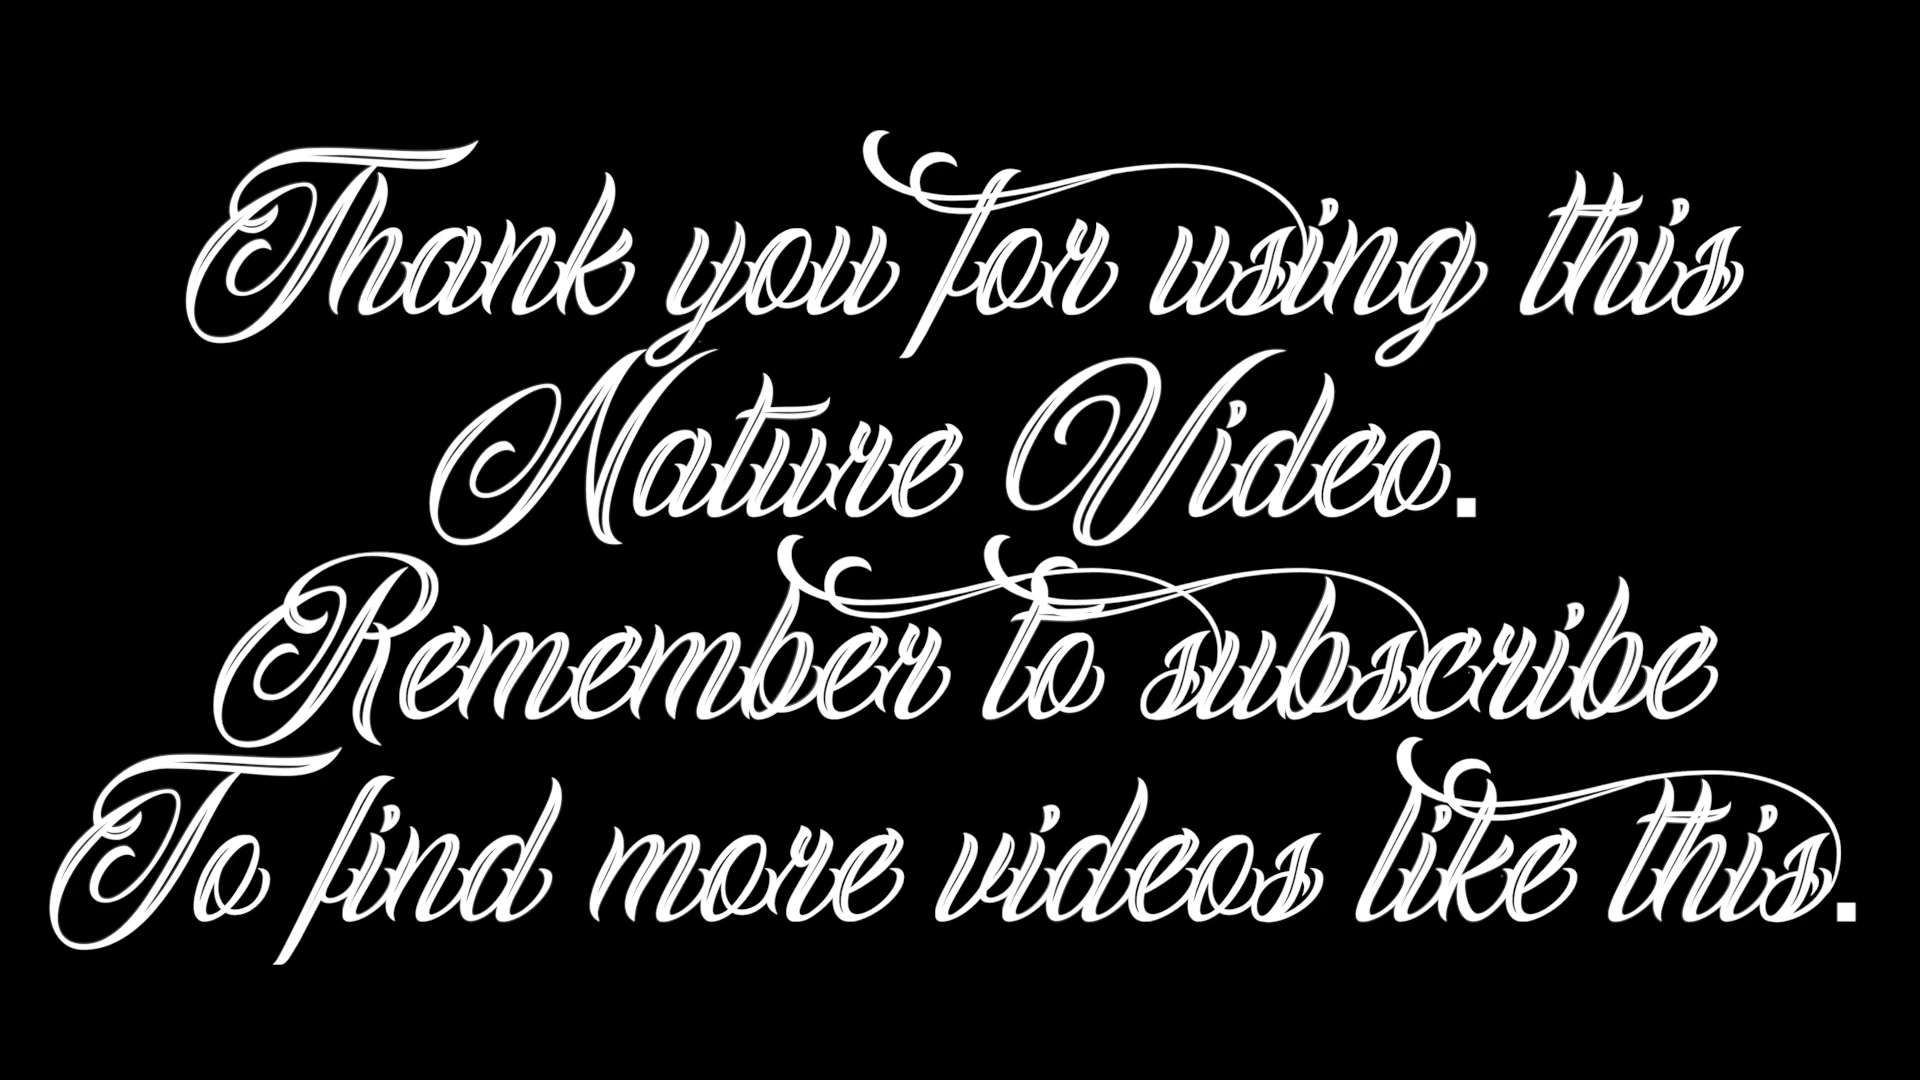 Thank you for using this
Nature Video.
Remember to subscribe
To find more videos like this.